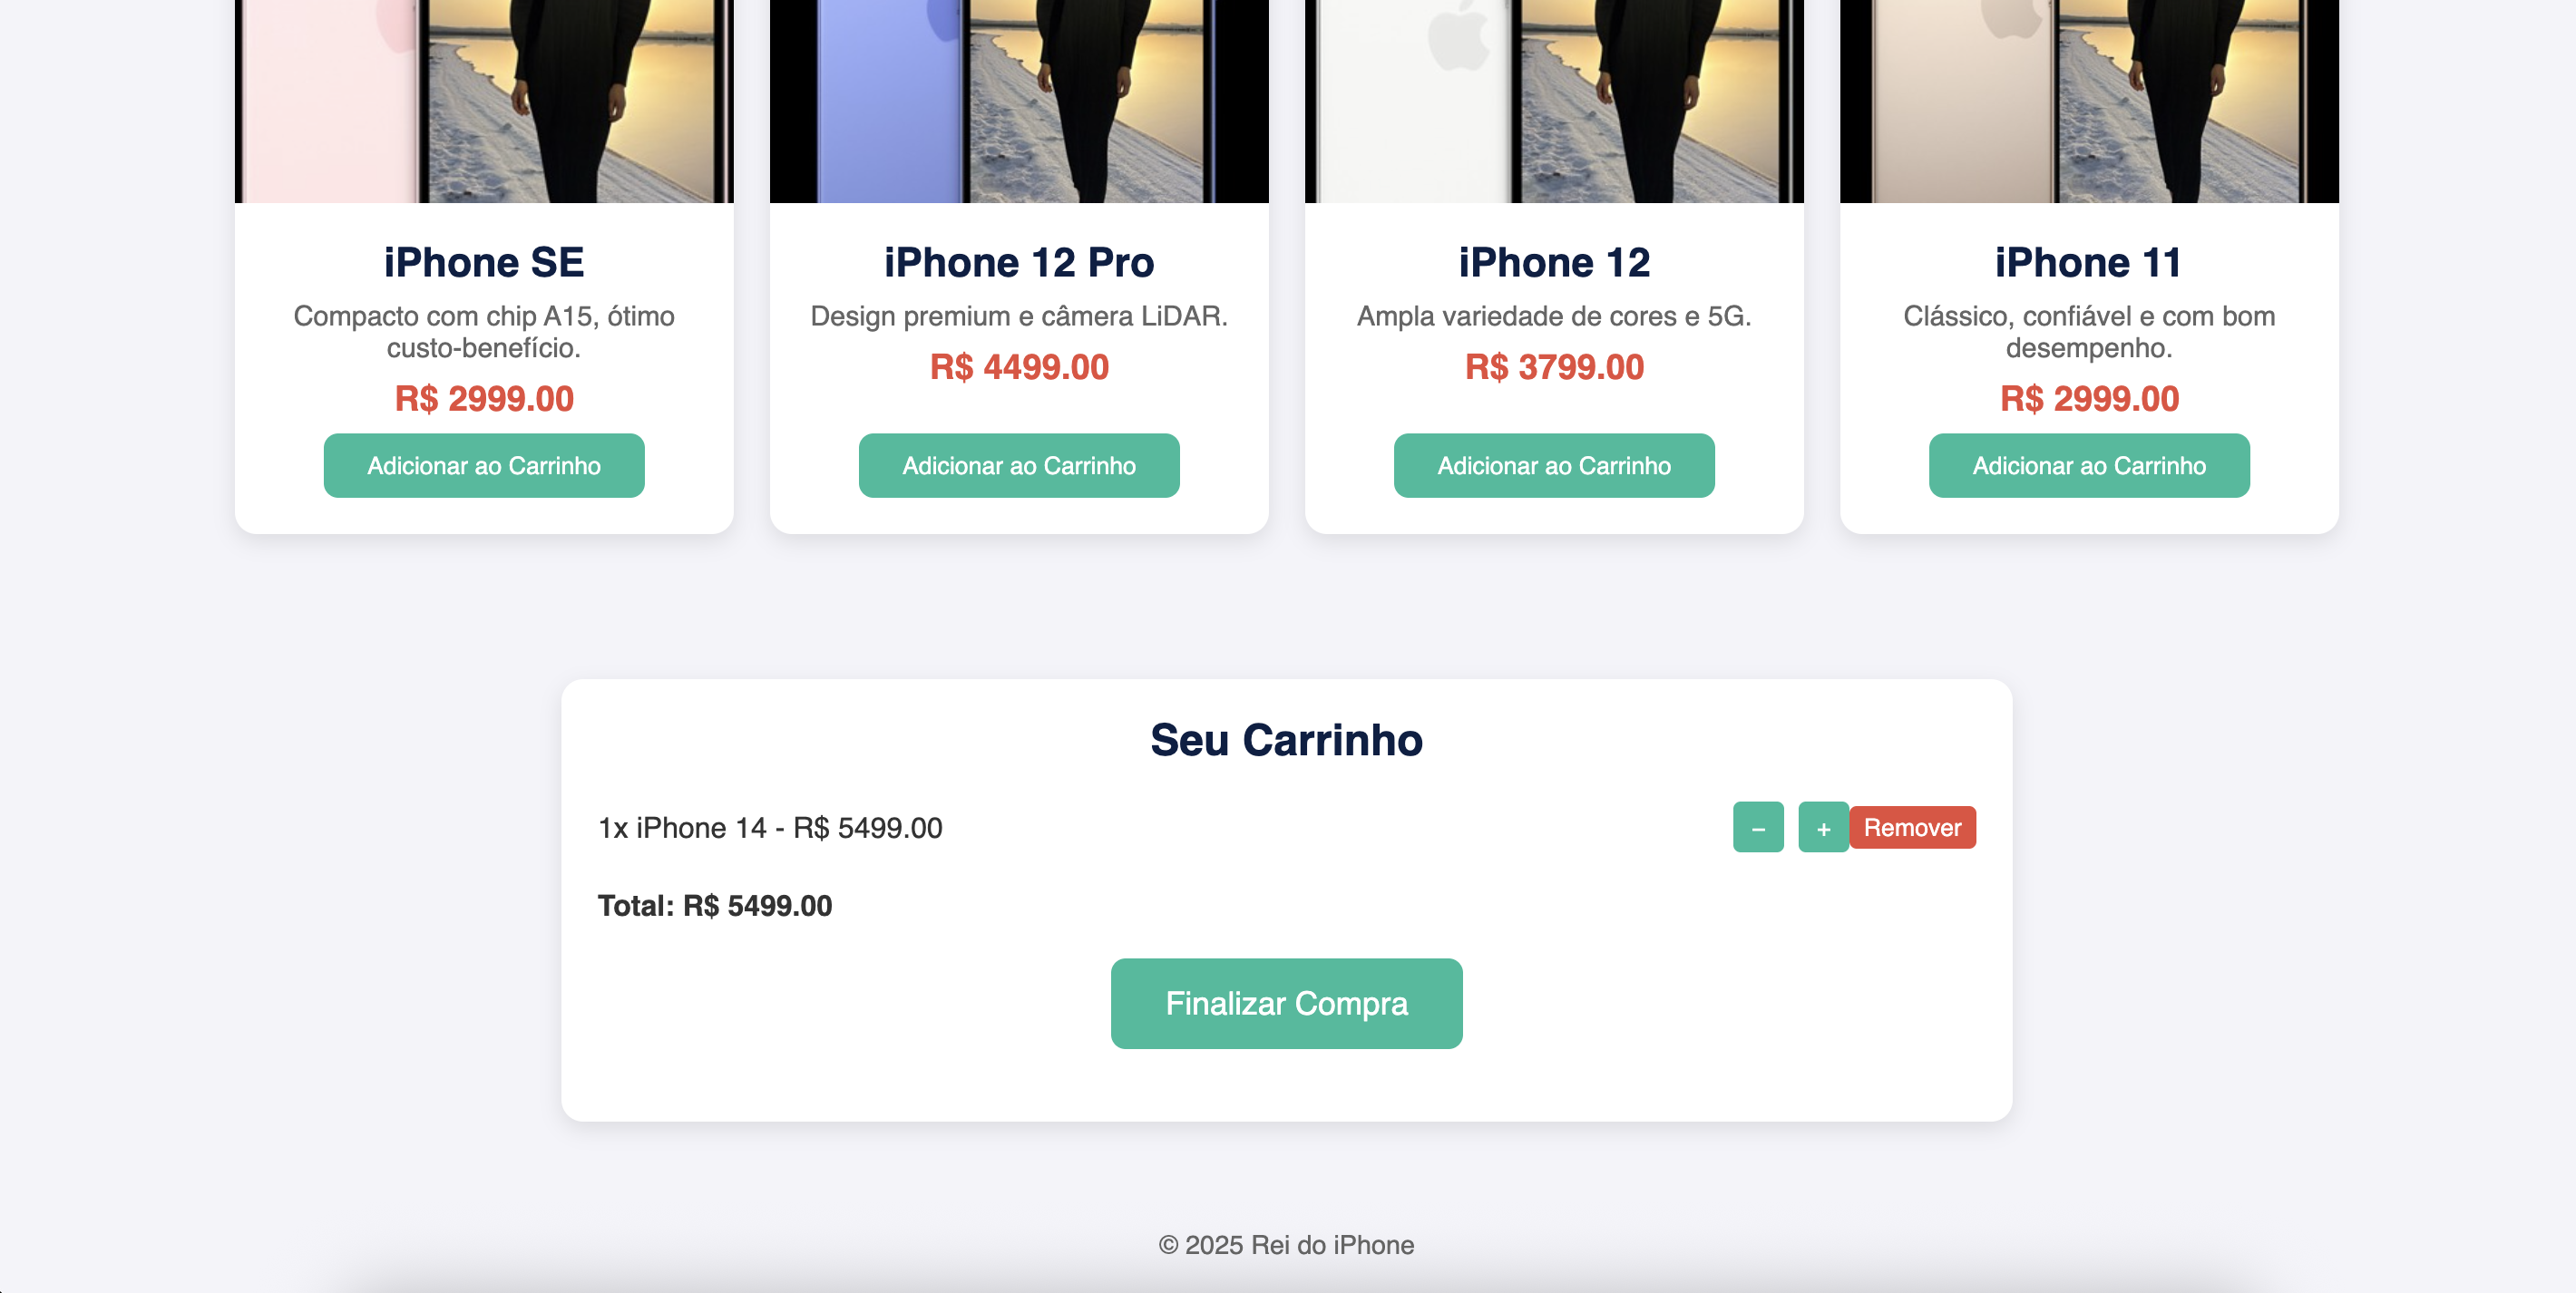 iPhone SE
Compacto com chip A15, ótimo
custo-benefício.
R$ 2999.00
Adicionar ao Carrinho
iPhone 12 Pro
Design premium e câmera LiDAR.
R$ 4499.00
Adicionar ao Carrinho
iPhone 12
Ampla variedade de cores e 5G.
R$ 3799.00
Adicionar ao Carrinho
iPhone 11
Clássico, confiável e com bom
desempenho.
R$ 2999.00
Adicionar ao Carrinho
Seu Carrinho
1x iPhone 14 - R$ 5499.00
– + Remover
Total: R$ 5499.00
Finalizar Compra
© 2025 Rei do iPhone